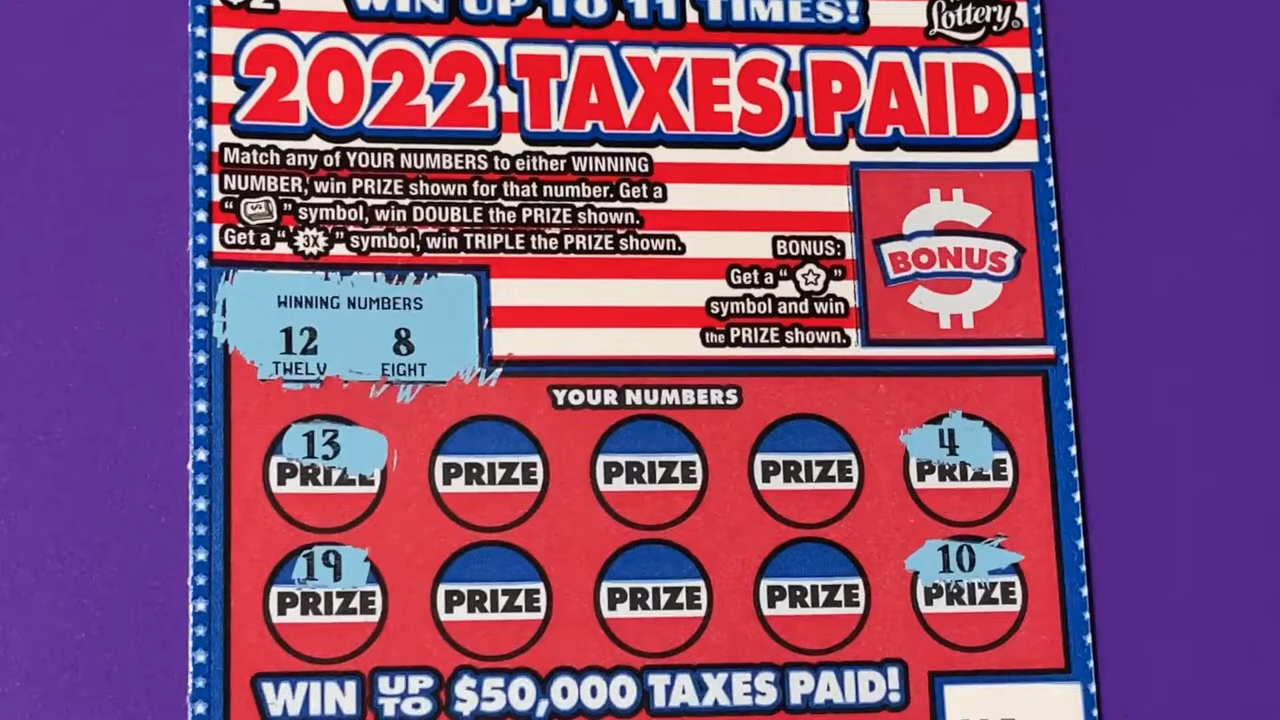 $2
WIN UP TO 11 TIMES!
Lottery®
2022 TAXES PAID
Match any of YOUR NUMBERS to either WINNING
NUMBER, win PRIZE shown for that number. Get a
“ ” symbol, win DOUBLE the PRIZE shown.
Get a “ 3X ” symbol, win TRIPLE the PRIZE shown.
BONUS:
Get a “ ”
symbol and win
the PRIZE shown.
$
BONUS
WINNING NUMBERS
12 8
TWELV EIGHT
YOUR NUMBERS
13 4
PRIZE PRIZE PRIZE PRIZE PRIZE
19 10
PRIZE PRIZE PRIZE PRIZE PRIZE
WIN UP TO $50,000 TAXES PAID!